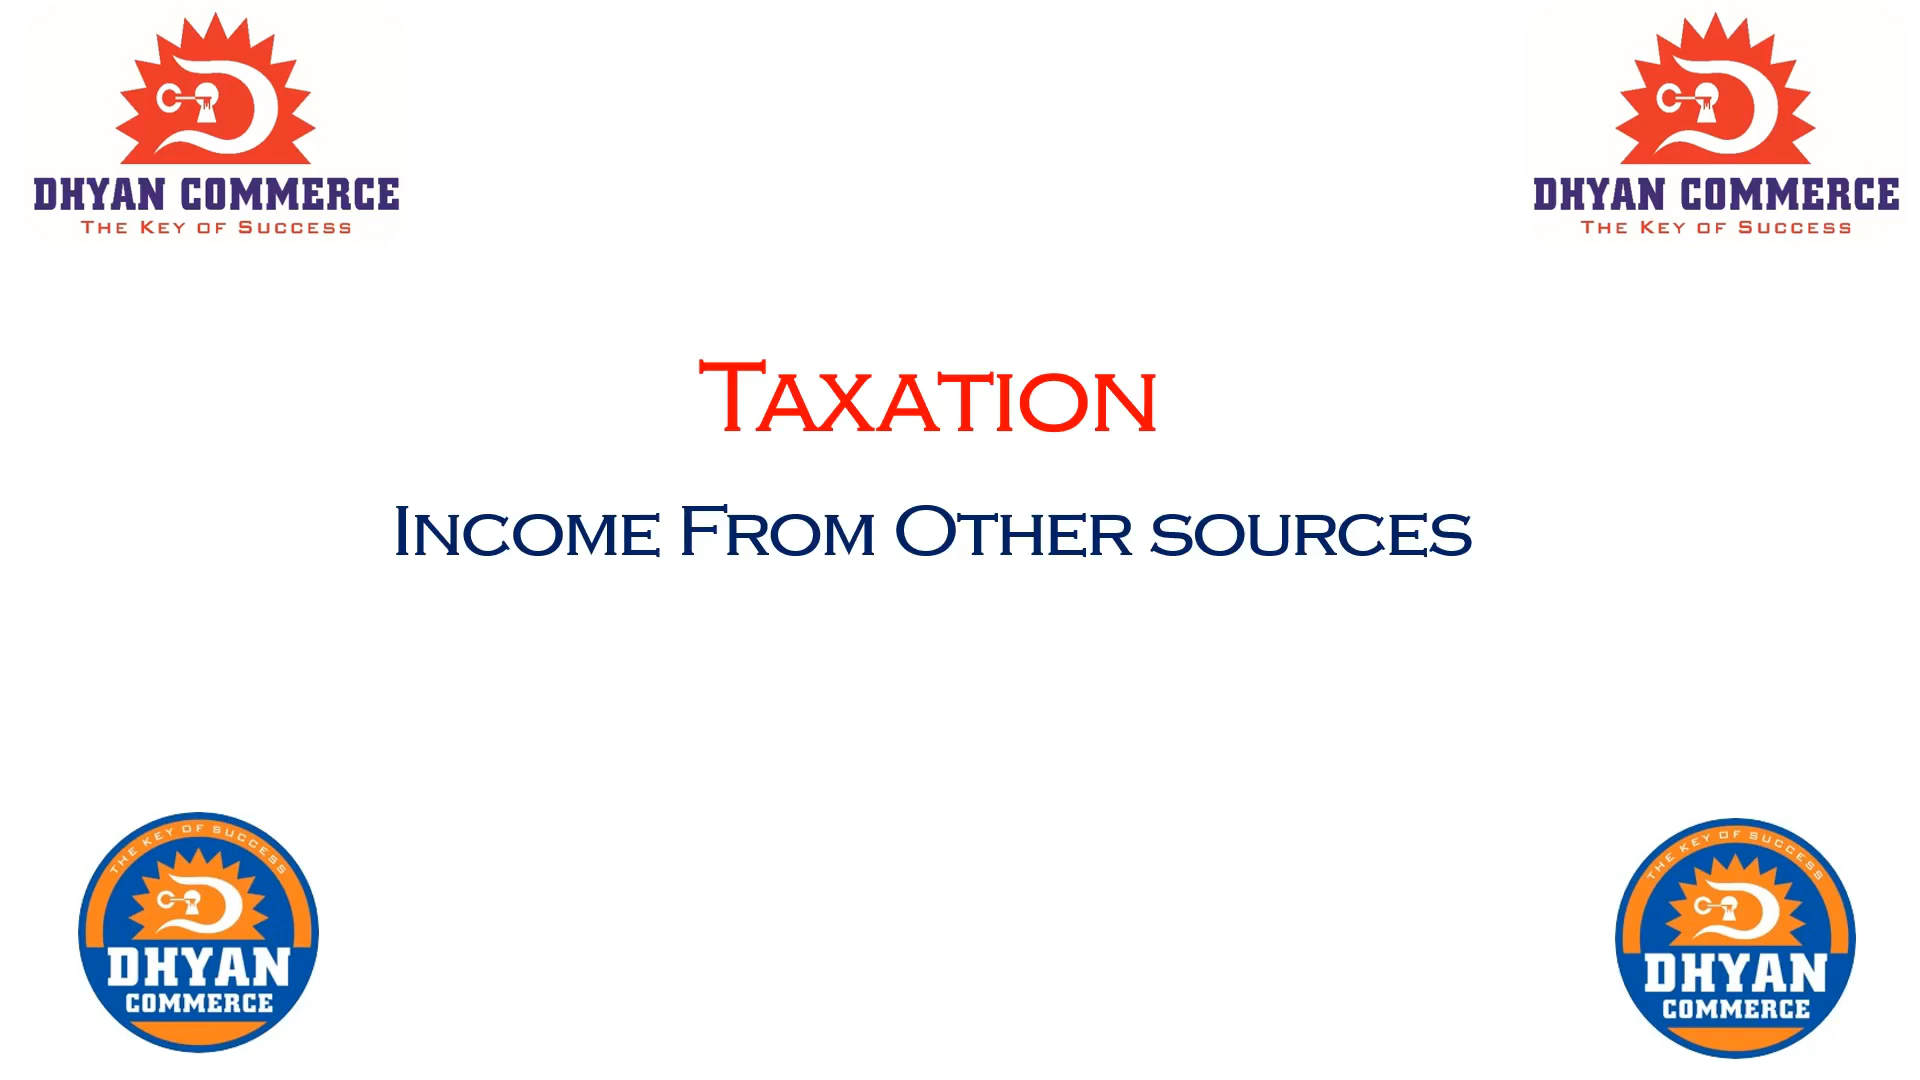 DHYAN COMMERCE
THE KEY OF SUCCESS
DHYAN COMMERCE
THE KEY OF SUCCESS
TAXATION
INCOME FROM OTHER SOURCES
THE KEY OF SUCCESS
DHYAN
COMMERCE
THE KEY OF SUCCESS
DHYAN
COMMERCE